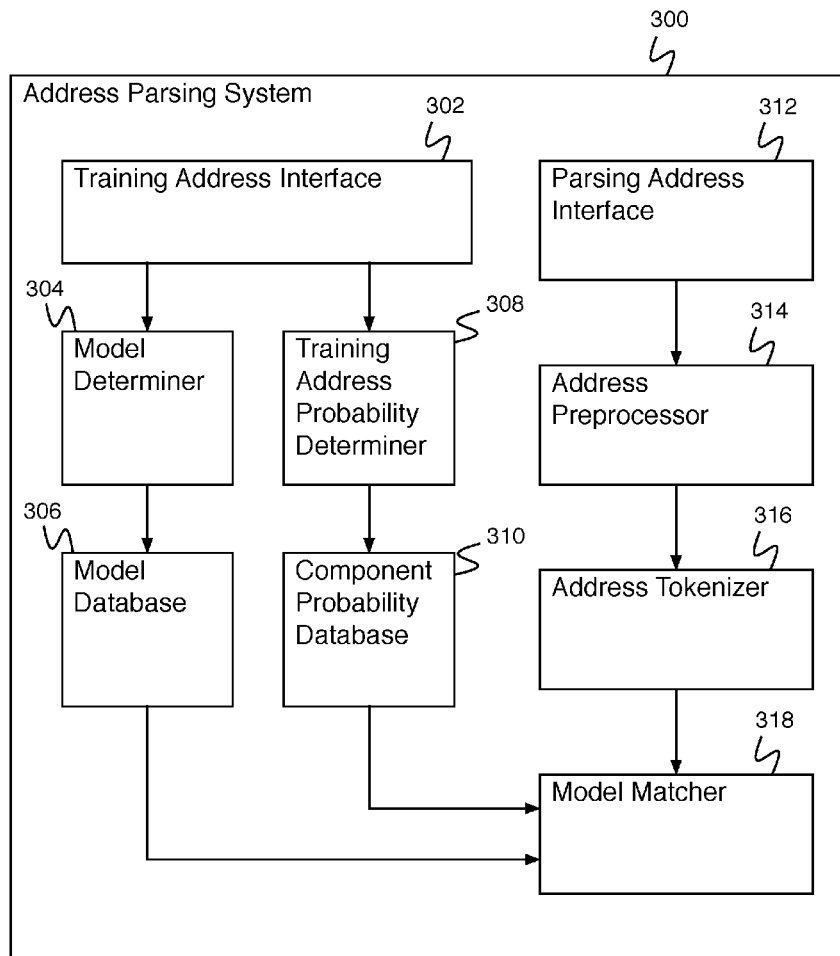 300
Address Parsing System
302
Training Address Interface
312
Parsing Address
Interface
304
Model
Determiner
308
Training
Address
Probability
Determiner
314
Address
Preprocessor
306
Model
Database
310
Component
Probability
Database
316
Address Tokenizer
318
Model Matcher